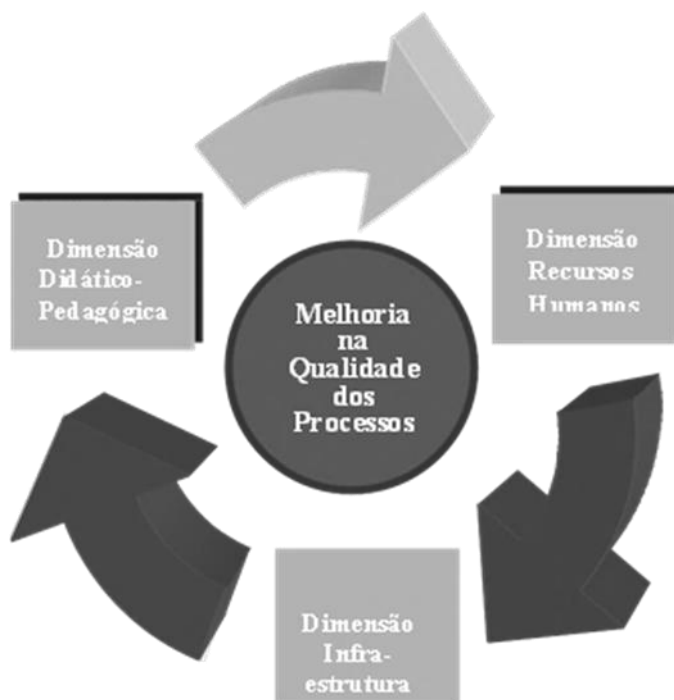 Dimensão
Didático-
Pedagógica
Dimensão
Recursos
Humanos
Melhoria
na
Qualidade
dos
Processos
Dimensão
Infra-
estrutura